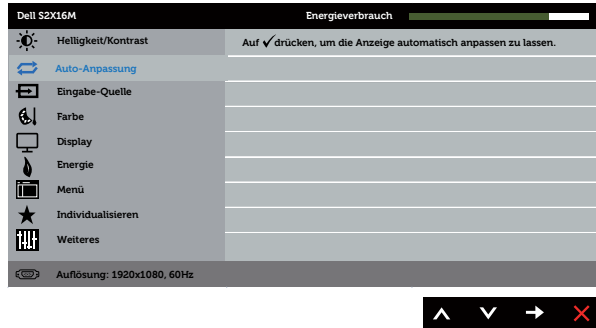 Dell S2X16M Energieverbrauch
Helligkeit/Kontrast
Auf ✓drücken, um die Anzeige automatisch anpassen zu lassen.
Auto-Anpassung
Eingabe-Quelle
Farbe
Display
Energie
Menü
Individualisieren
Weiteres
Auflösung: 1920x1080, 60Hz